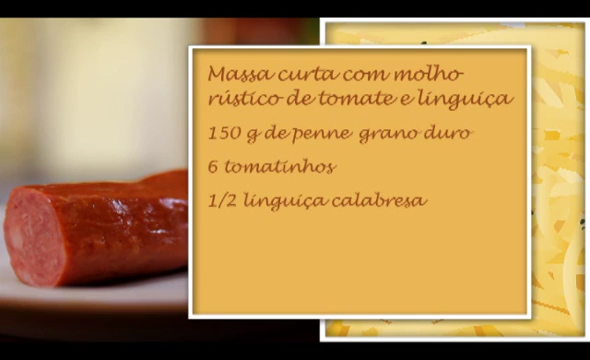 Massa curta com molho
rústico de tomate e linguiça
150 g de penne grano duro
6 tomatinhos
1/2 linguiça calabresa